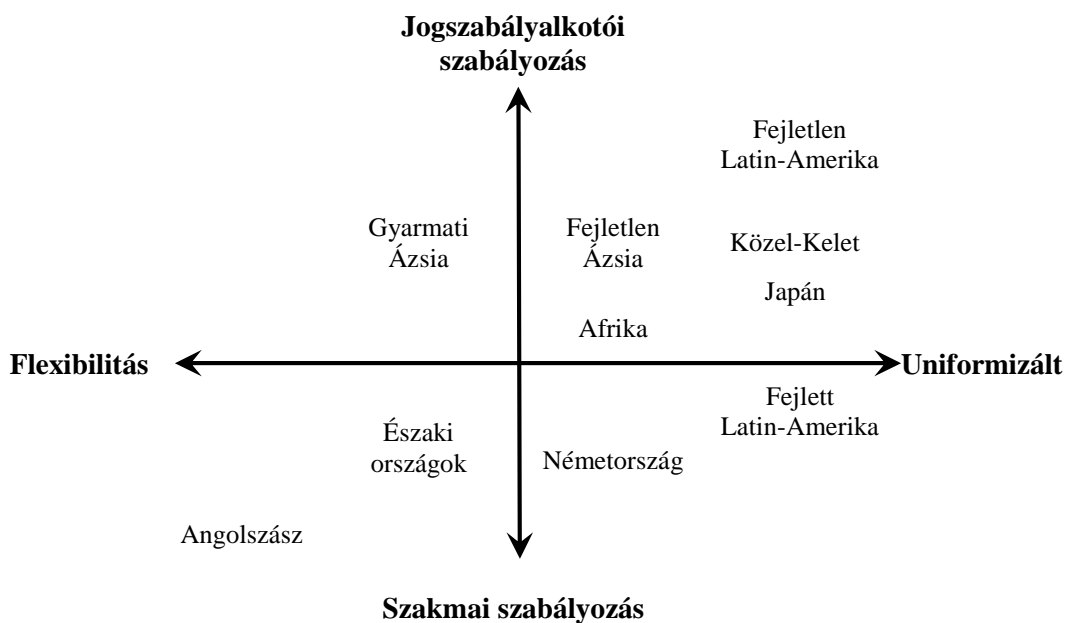 Jogszabályalkotói
szabályozás
Fejletlen
Latin-Amerika
Gyarmati
Ázsia
Fejletlen
Ázsia
Közel-Kelet
Japán
Afrika
Flexibilitás
Uniformizált
Fejlett
Latin-Amerika
Északi
országok
Németország
Angolszász
Szakmai szabályozás